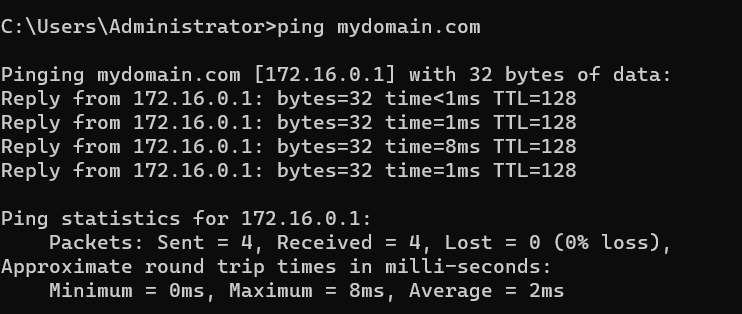 C:\Users\Administrator>ping mydomain.com
Pinging mydomain.com [172.16.0.1] with 32 bytes of data:
Reply from 172.16.0.1: bytes=32 time<1ms TTL=128
Reply from 172.16.0.1: bytes=32 time=1ms TTL=128
Reply from 172.16.0.1: bytes=32 time=8ms TTL=128
Reply from 172.16.0.1: bytes=32 time=1ms TTL=128
Ping statistics for 172.16.0.1:
Packets: Sent = 4, Received = 4, Lost = 0 (0% loss),
Approximate round trip times in milli-seconds:
Minimum = 0ms, Maximum = 8ms, Average = 2ms